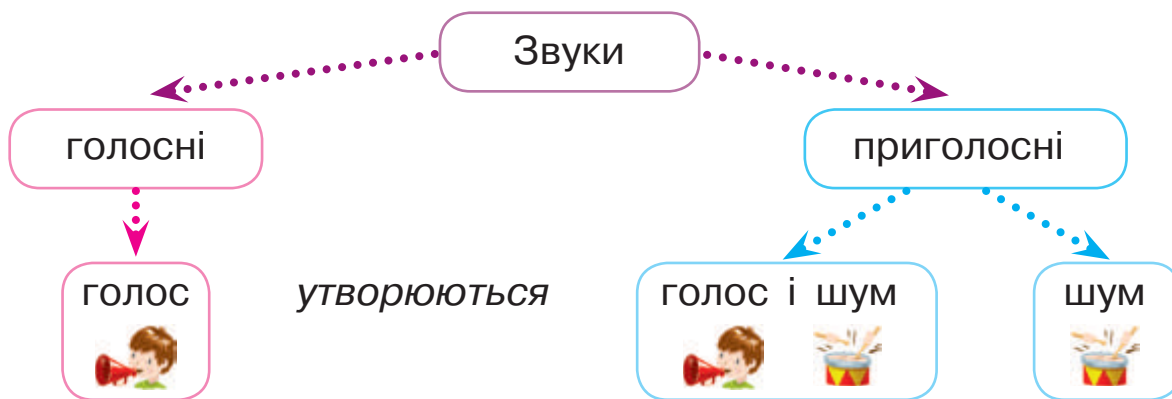 Звуки
голосні приголосні
голос утворюються голос і шум шум